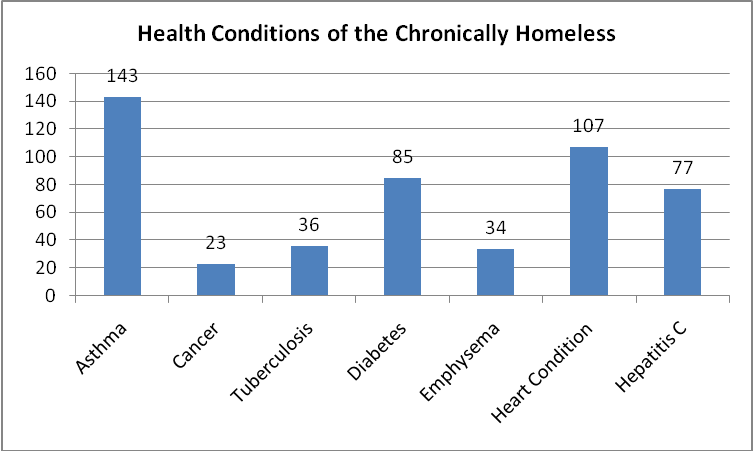 Health Conditions of the Chronically Homeless
160
140
120
100
80
60
40
20
0
143
23
36
85
34
107
77
Asthma
Cancer
Tuberculosis
Diabetes
Emphysema
Heart Condition
Hepatitis C